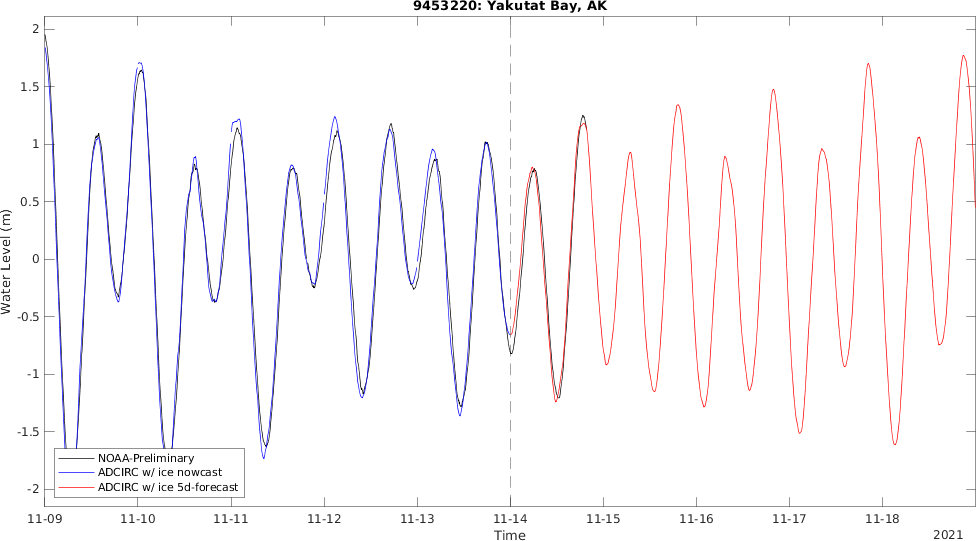 9453220: Yakutat Bay, AK
Water Level (m)
2
1.5
1
0.5
0
-0.5
-1
-1.5
-2
NOAA-Preliminary
ADCIRC w/ ice nowcast
ADCIRC w/ ice 5d-forecast
11-09 11-10 11-11 11-12 11-13 11-14 11-15 11-16 11-17 11-18
Time
2021